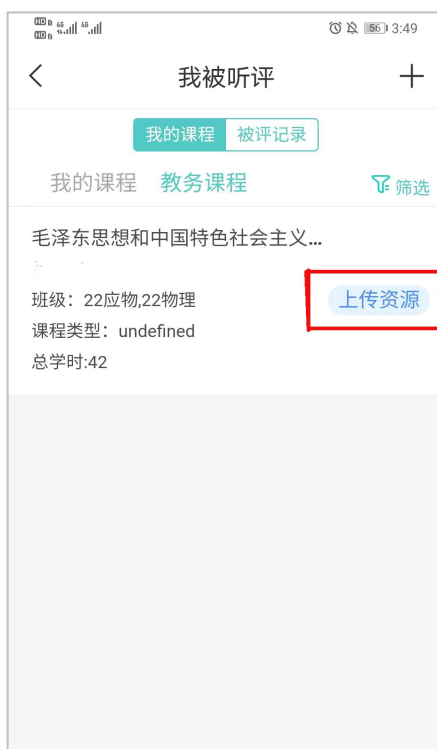 56 3:49
我被听评
我的课程 被评记录
我的课程 教务课程 筛选
毛泽东思想和中国特色社会主义...
班级：22应物,22物理
上传资源
课程类型：undefined
总学时:42